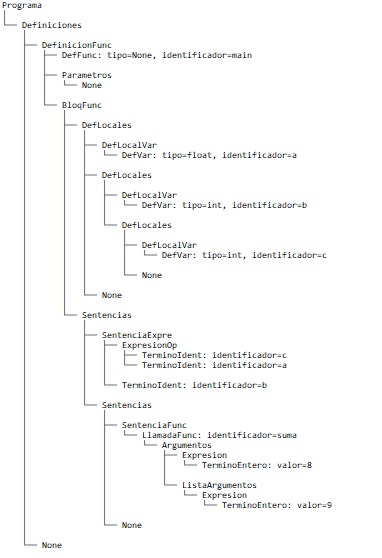 Programa
Definiciones
DefinicionFunc
DefFunc: tipo=None, identificador=main
Parametros
None
BloqFunc
DefLocales
DefLocalVar
DefVar: tipo=float, identificador=a
DefLocales
DefLocalVar
DefVar: tipo=int, identificador=b
DefLocales
DefLocalVar
DefVar: tipo=int, identificador=c
None
None
Sentencias
SentenciaExpre
ExpresionOp
TerminoIdent: identificador=c
TerminoIdent: identificador=a
TerminoIdent: identificador=b
Sentencias
SentenciaFunc
LlamadaFunc: identificador=suma
Argumentos
Expresion
TerminoEntero: valor=8
ListaArgumentos
Expresion
TerminoEntero: valor=9
None
None